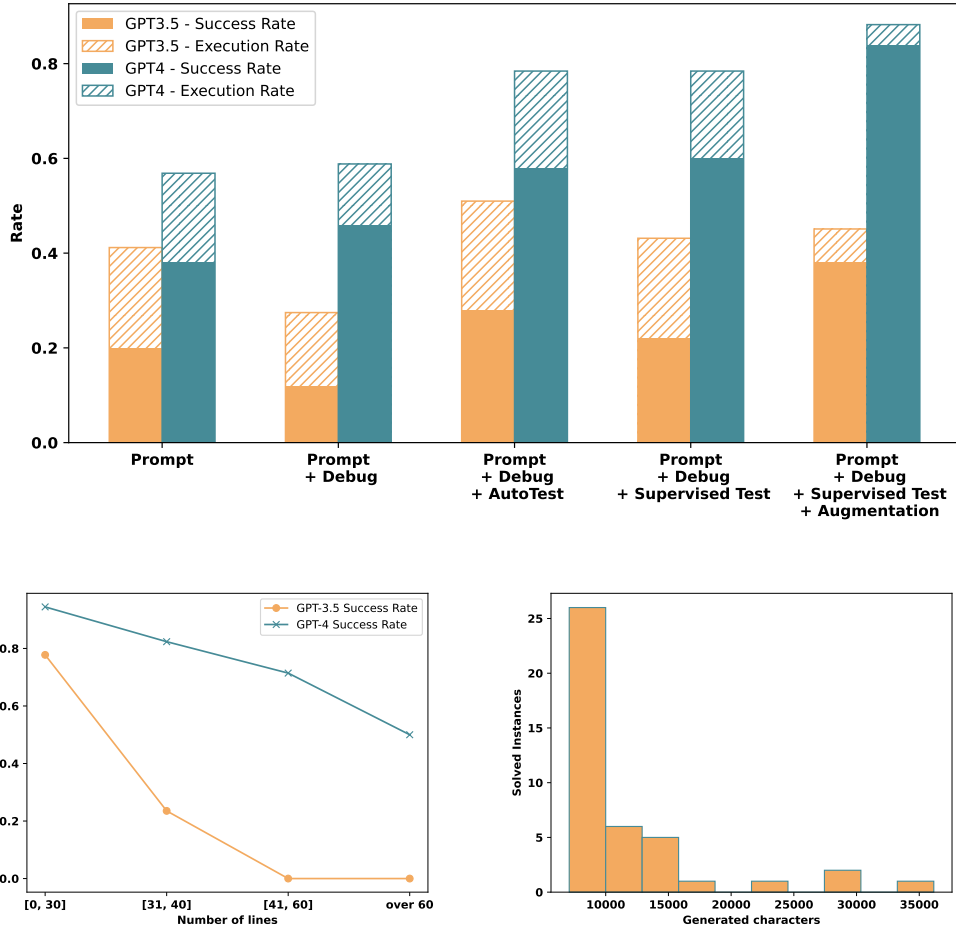 GPT3.5 - Success Rate
GPT3.5 - Execution Rate
GPT4 - Success Rate
GPT4 - Execution Rate
Rate
0.8
0.6
0.4
0.2
0.0
Prompt
Prompt
+ Debug
Prompt
+ Debug
+ AutoTest
Prompt
+ Debug
+ Supervised Test
Prompt
+ Debug
+ Supervised Test
+ Augmentation
GPT-3.5 Success Rate
GPT-4 Success Rate
0.8
0.6
0.4
0.2
0.0
[0, 30]
[31, 40]
[41, 60]
over 60
Number of lines
Solved Instances
25
20
15
10
5
0
10000
15000
20000
25000
30000
35000
Generated characters